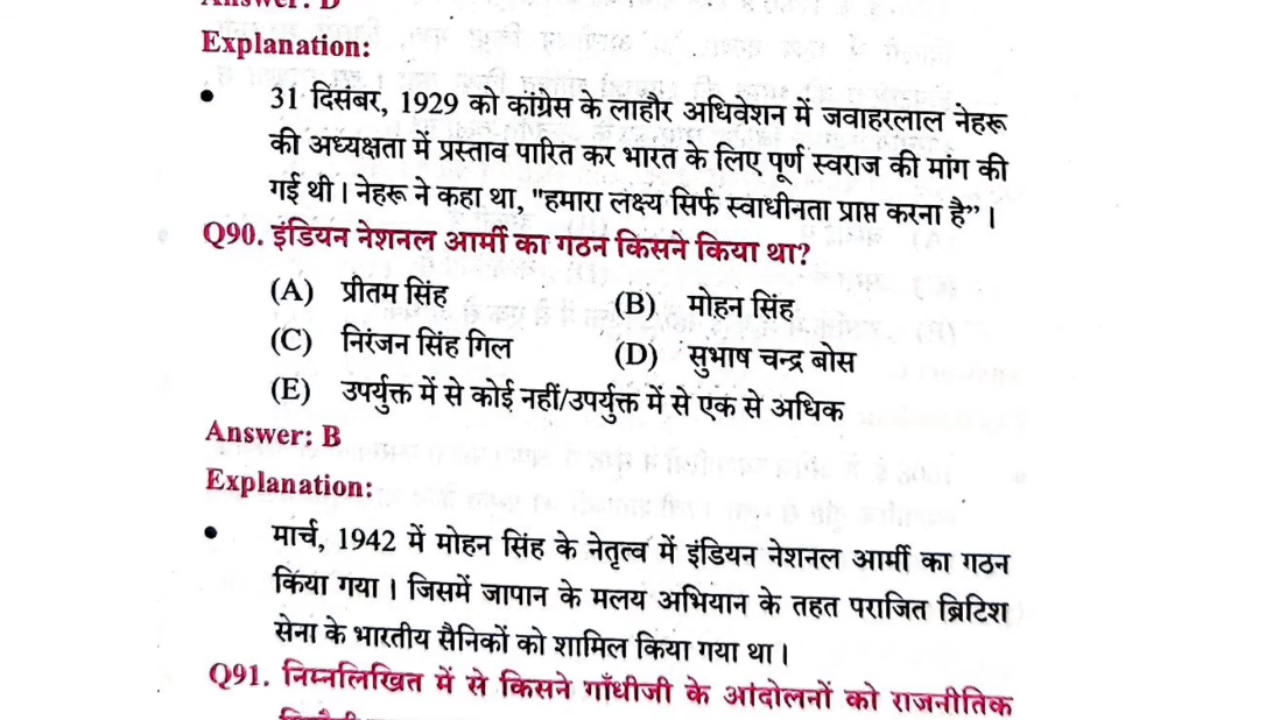 Answer: D
Explanation:
• 31 दिसंबर, 1929 को कांग्रेस के लाहौर अधिवेशन में जवाहरलाल नेहरू
की अध्यक्षता में प्रस्ताव पारित कर भारत के लिए पूर्ण स्वराज की मांग की
गई थी। नेहरू ने कहा था, "हमारा लक्ष्य सिर्फ स्वाधीनता प्राप्त करना है”।
Q90. इंडियन नेशनल आर्मी का गठन किसने किया था?
(A) प्रीतम सिंह (B) मोहन सिंह
(C) निरंजन सिंह गिल (D) सुभाष चन्द्र बोस
(E) उपर्युक्त में से कोई नहीं/उपर्युक्त में से एक से अधिक
Answer: B
Explanation:
• मार्च, 1942 में मोहन सिंह के नेतृत्व में इंडियन नेशनल आर्मी का गठन
किया गया। जिसमें जापान के मलय अभियान के तहत पराजित ब्रिटिश
सेना के भारतीय सैनिकों को शामिल किया गया था।
Q91. निम्नलिखित में से किसने गाँधीजी के आंदोलनों को राजनीतिक